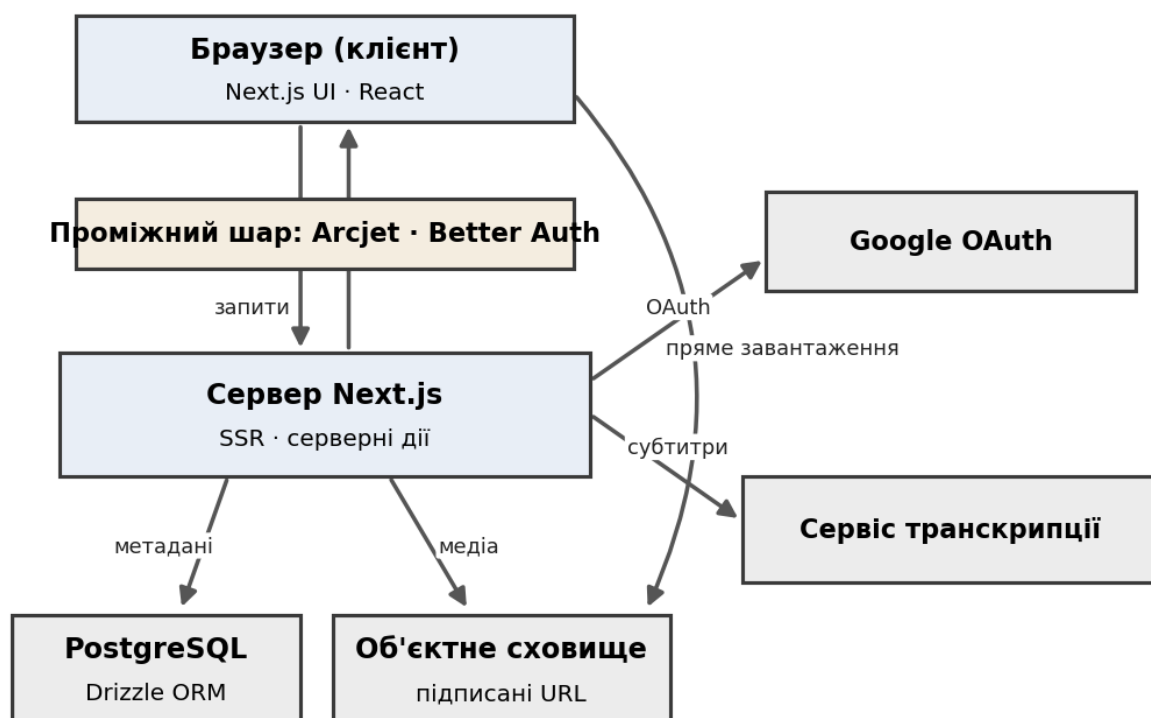 Браузер (клієнт)
Next.js UI · React
Проміжний шар: Arcjet · Better Auth
Google OAuth
запити
OAuth
пряме завантаження
Сервер Next.js
SSR · серверні дії
субтитри
Сервіс транскрипції
метадані
медіа
PostgreSQL
Drizzle ORM
Об'єктне сховище
підписані URL